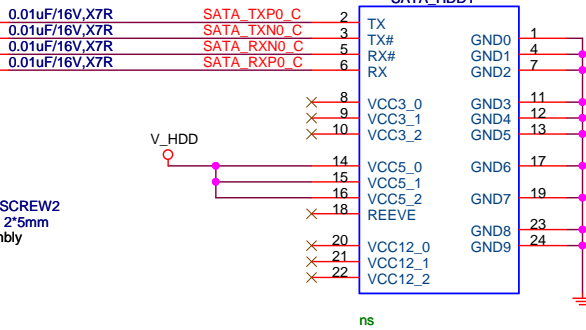 SATA_HDD1
0.01uF/16V,X7R SATA_TXP0_C 2 TX
0.01uF/16V,X7R SATA_TXN0_C 3 TX# GND0 1
0.01uF/16V,X7R SATA_RXN0_C 5 RX# GND1 4
0.01uF/16V,X7R SATA_RXP0_C 6 RX GND2 7
8 VCC3_0 GND3 11
9 VCC3_1 GND4 12
10 VCC3_2 GND5 13
V_HDD
14 VCC5_0 GND6 17
15 VCC5_1
16 VCC5_2 GND7 19
SCREW2 18 REEVE
2*5mm GND8 23
mbly 20 VCC12_0 GND9 24
21 VCC12_1
22 VCC12_2
ns